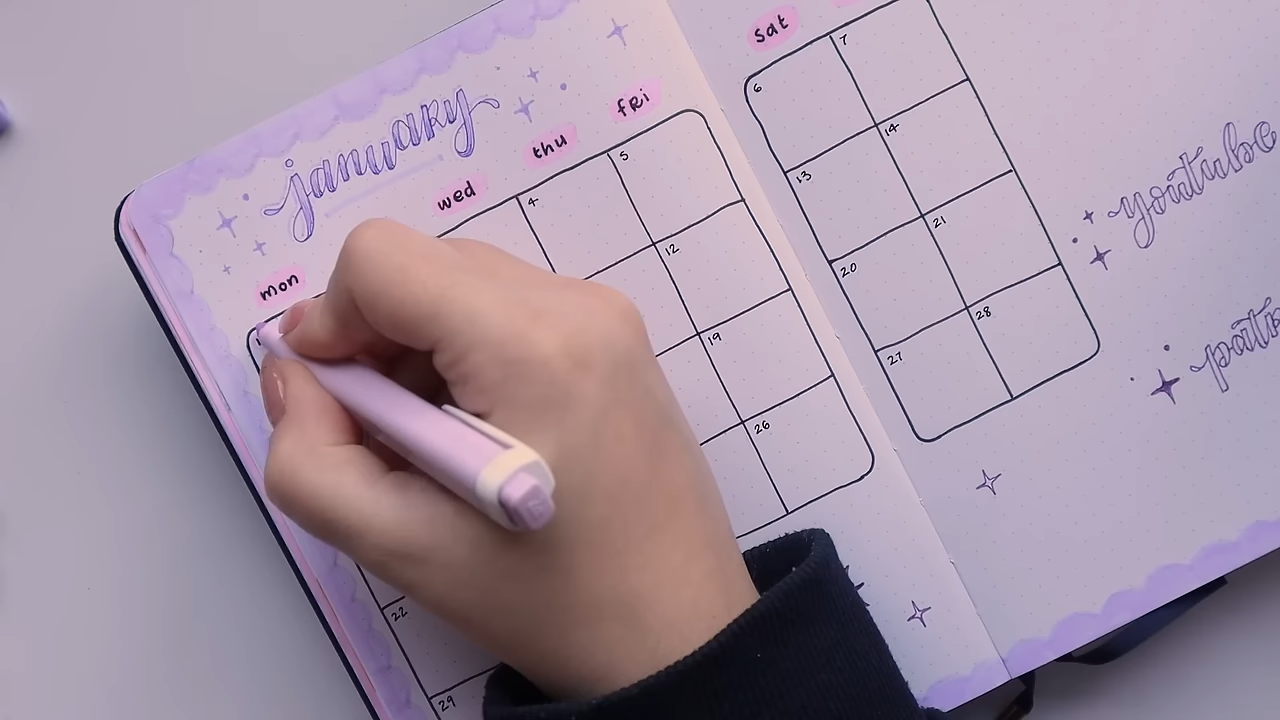 january
mon wed thu fri sat
4 5 6 7
12 13 14
19 20 21
22 26 27 28
29
youtube